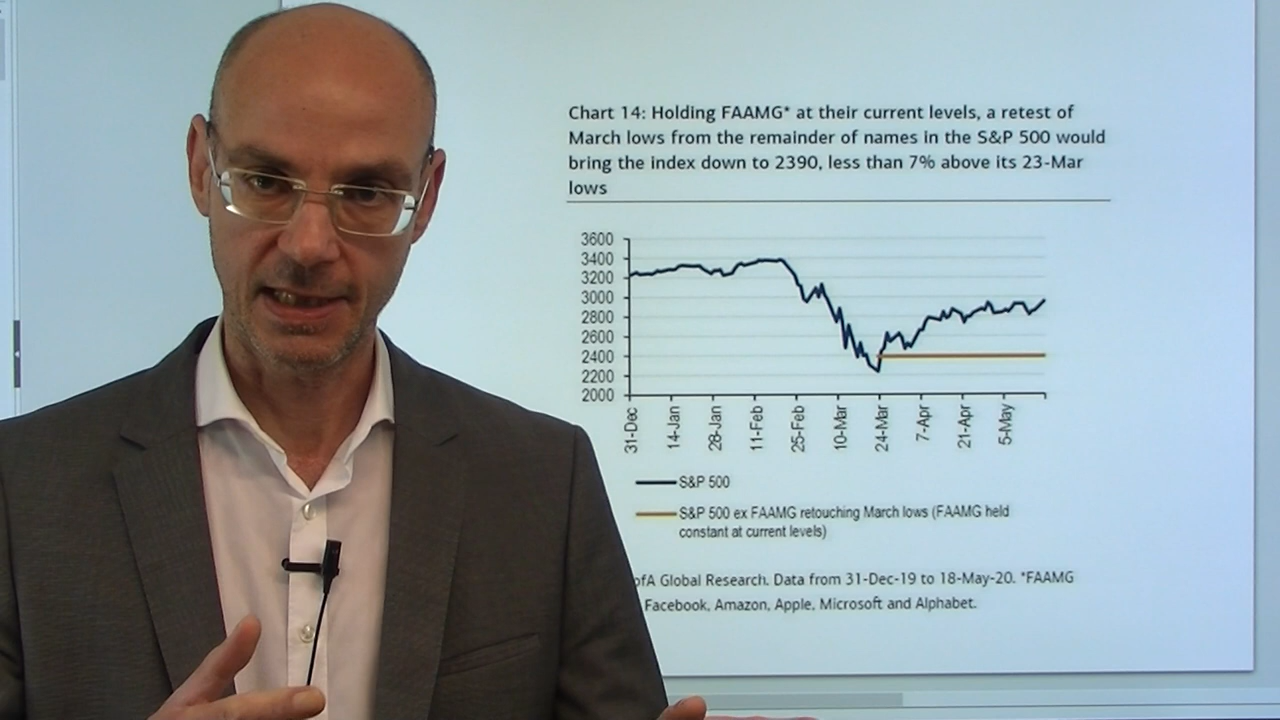 Chart 14: Holding FAAMG* at their current levels, a retest of
March lows from the remainder of names in the S&P 500 would
bring the index down to 2390, less than 7% above its 23-Mar
lows
3600
3400
3200
3000
2800
2600
2400
2200
2000
31-Dec
14-Jan
28-Jan
11-Feb
25-Feb
10-Mar
24-Mar
7-Apr
21-Apr
5-May
S&P 500
S&P 500 ex FAAMG retouching March lows (FAAMG held
constant at current levels)
ofA Global Research. Data from 31-Dec-19 to 18-May-20. *FAAMG
Facebook, Amazon, Apple, Microsoft and Alphabet.